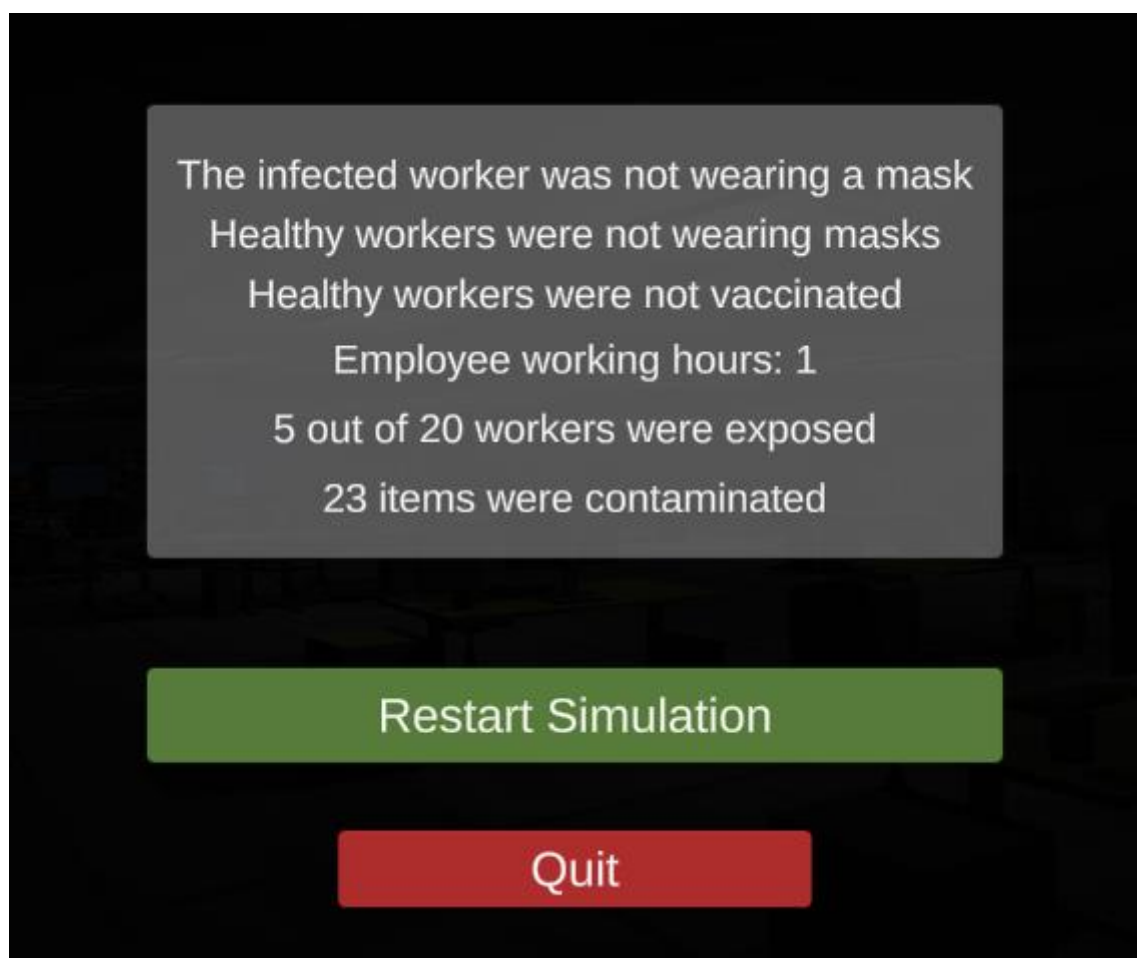 The infected worker was not wearing a mask
Healthy workers were not wearing masks
Healthy workers were not vaccinated
Employee working hours: 1
5 out of 20 workers were exposed
23 items were contaminated
Restart Simulation
Quit